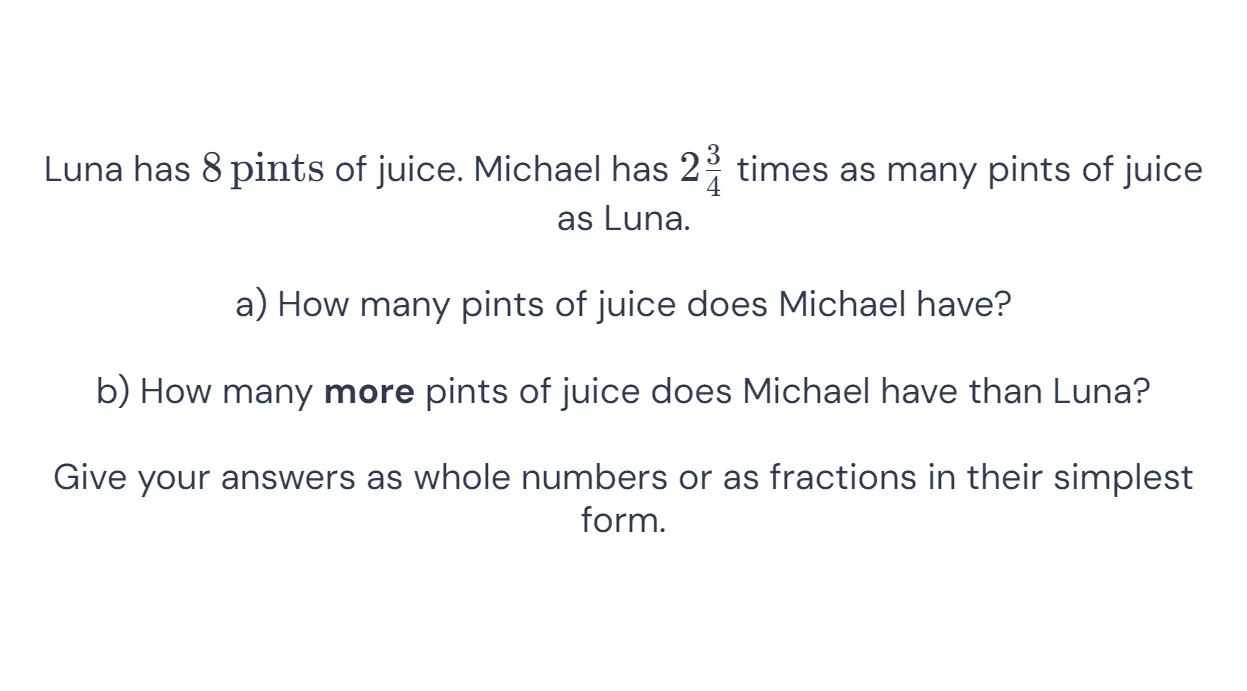 Luna has 8 pints of juice. Michael has 2 3/4 times as many pints of juice
as Luna.
a) How many pints of juice does Michael have?
b) How many more pints of juice does Michael have than Luna?
Give your answers as whole numbers or as fractions in their simplest
form.